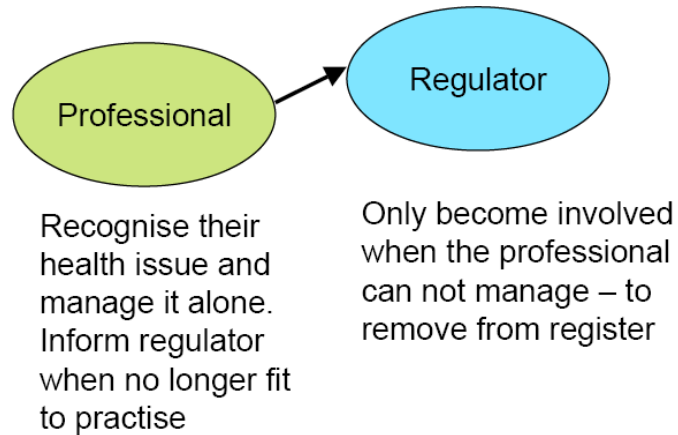 Professional
Regulator
Recognise their
health issue and
manage it alone.
Inform regulator
when no longer fit
to practise
Only become involved
when the professional
can not manage – to
remove from register